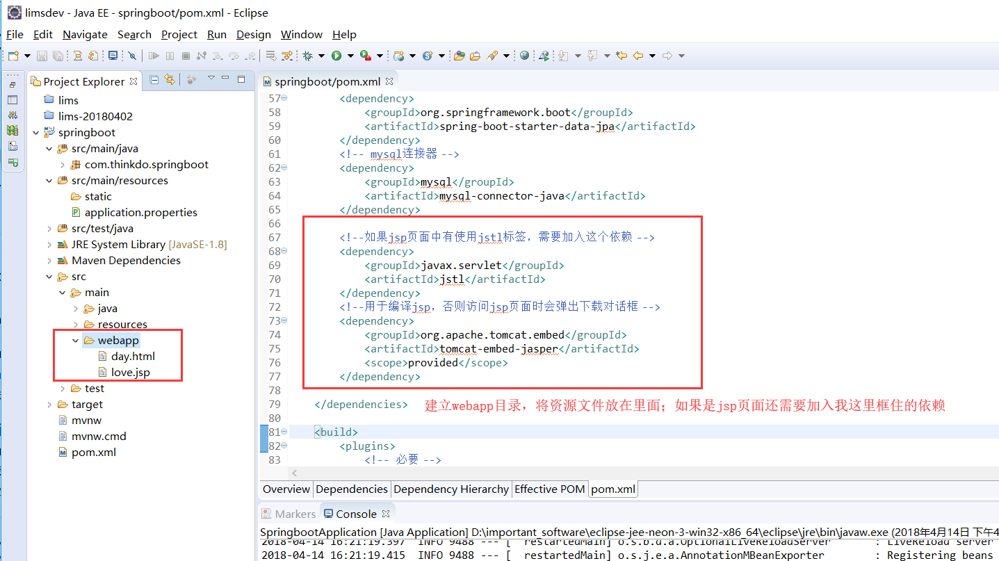 limsdev - Java EE - springboot/pom.xml - Eclipse
File Edit Navigate Search Project Run Design Window Help
Project Explorer
lims
lims-20180402
springboot
src/main/java
com.thinkdo.springboot
src/main/resources
static
application.properties
src/test/java
JRE System Library [JavaSE-1.8]
Maven Dependencies
src
main
java
resources
webapp
day.html
love.jsp
test
target
mvnw
mvnw.cmd
pom.xml
springboot/pom.xml
57 <dependency>
58 <groupId>org.springframework.boot</groupId>
59 <artifactId>spring-boot-starter-data-jpa</artifactId>
60 </dependency>
61 <!-- mysql连接器 -->
62 <dependency>
63 <groupId>mysql</groupId>
64 <artifactId>mysql-connector-java</artifactId>
65 </dependency>
66
67 <!--如果jsp页面中有使用jstl标签，需要加入这个依赖 -->
68 <dependency>
69 <groupId>javax.servlet</groupId>
70 <artifactId>jstl</artifactId>
71 </dependency>
72 <!--用于编译jsp，否则访问jsp页面时会弹出下载对话框 -->
73 <dependency>
74 <groupId>org.apache.tomcat.embed</groupId>
75 <artifactId>tomcat-embed-jasper</artifactId>
76 <scope>provided</scope>
77 </dependency>
78
79 </dependencies> 建立webapp目录，将资源文件放在里面；如果是jsp页面还需要加入我这里框住的依赖
80
81 <build>
82 <plugins>
83 <!-- 必要 -->
Overview Dependencies Dependency Hierarchy Effective POM pom.xml
Markers Console
SpringbootApplication [Java Application] D:\important_software\eclipse-jee-neon-3-win32-x86_64\eclipse\jre\bin\javaw.exe (2018年4月14日 下午4
2018-04-14 16:21:19.397 INFO 9488 --- [ restartedMain] o.s.b.d.a.OptionalLiveReloadServer : LiveReload server
2018-04-14 16:21:19.415 INFO 9488 --- [ restartedMain] o.s.j.e.a.AnnotationMBeanExporter : Registering beans